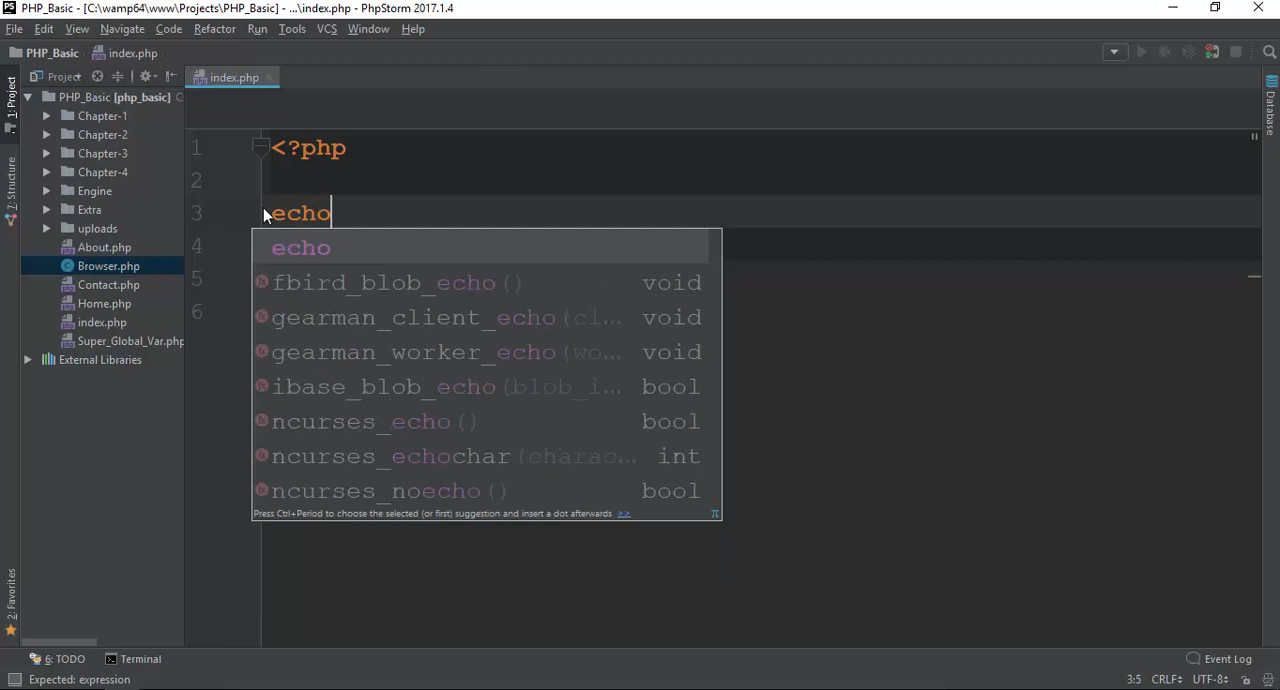 PS PHP_Basic - [C:\wamp64\www\Projects\PHP_Basic] - ...\index.php - PhpStorm 2017.1.4
File Edit View Navigate Code Refactor Run Tools VCS Window Help
PHP_Basic index.php
Project index.php
1: Project
Z: Structure
2: Favorites
PHP_Basic [php_basic] C
Chapter-1
Chapter-2
Chapter-3
Chapter-4
Engine
Extra
uploads
About.php
Browser.php
Contact.php
Home.php
index.php
Super_Global_Var.php
External Libraries
1 <?php
2
3 echo
4
5
6
echo
fbird_blob_echo() void
gearman_client_echo(cl... void
gearman_worker_echo(wo... void
ibase_blob_echo(blob_i... bool
ncurses_echo() bool
ncurses_echochar(charac... int
ncurses_noecho() bool
Press Ctrl+Period to choose the selected (or first) suggestion and insert a dot afterwards >> π
Database
6: TODO Terminal Event Log
Expected: expression 3:5 CRLF UTF-8